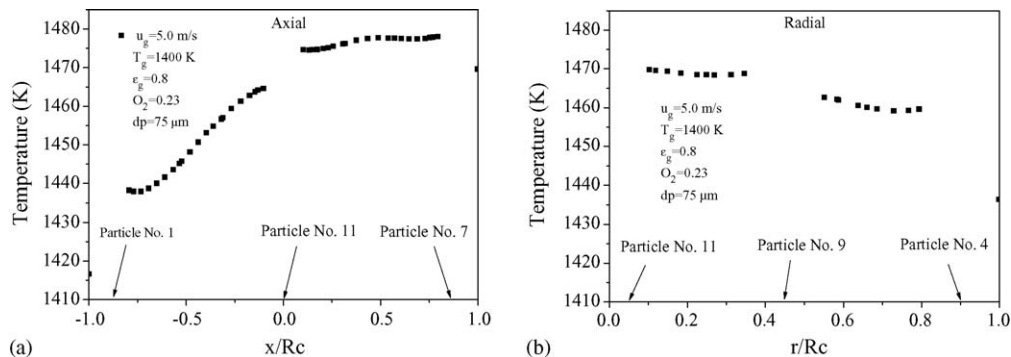 Axial
u_g=5.0 m/s
T_g=1400 K
ε_g=0.8
O_2=0.23
dp=75 μm
Temperature (K)
1480
1470
1460
1450
1440
1430
1420
1410
Particle No. 1
Particle No. 11
Particle No. 7
-1.0 -0.5 0.0 0.5 1.0
(a)
x/Rc
Radial
u_g=5.0 m/s
T_g=1400 K
ε_g=0.8
O_2=0.23
dp=75 μm
Temperature (K)
1480
1470
1460
1450
1440
1430
1420
1410
Particle No. 11
Particle No. 9
Particle No. 4
0.0 0.2 0.4 0.6 0.8 1.0
(b)
r/Rc